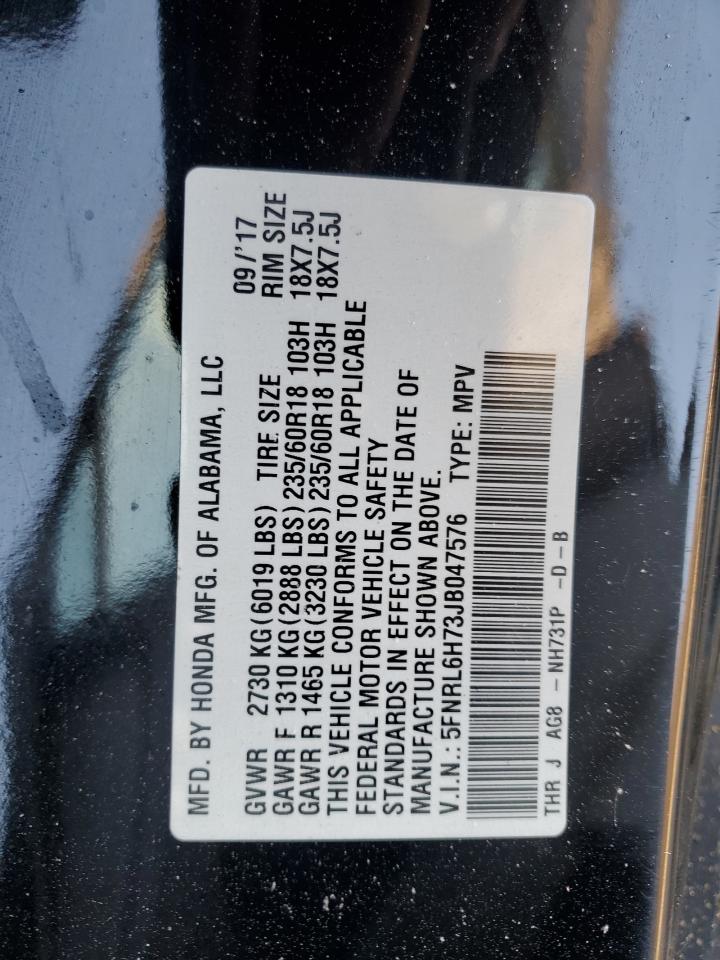 MFD. BY HONDA MFG. OF ALABAMA, LLC 09/'17
GVWR 2730 KG(6019 LBS) TIRE SIZE RIM SIZE
GAWR F 1310 KG(2888 LBS)235/60R18 103H 18X7.5J
GAWR R 1465 KG(3230 LBS)235/60R18 103H 18X7.5J
THIS VEHICLE CONFORMS TO ALL APPLICABLE
FEDERAL MOTOR VEHICLE SAFETY
STANDARDS IN EFFECT ON THE DATE OF
MANUFACTURE SHOWN ABOVE.
V.I.N.: 5FNRL6H73JB047576 TYPE: MPV
THR J AG8 - NH731P -D-B